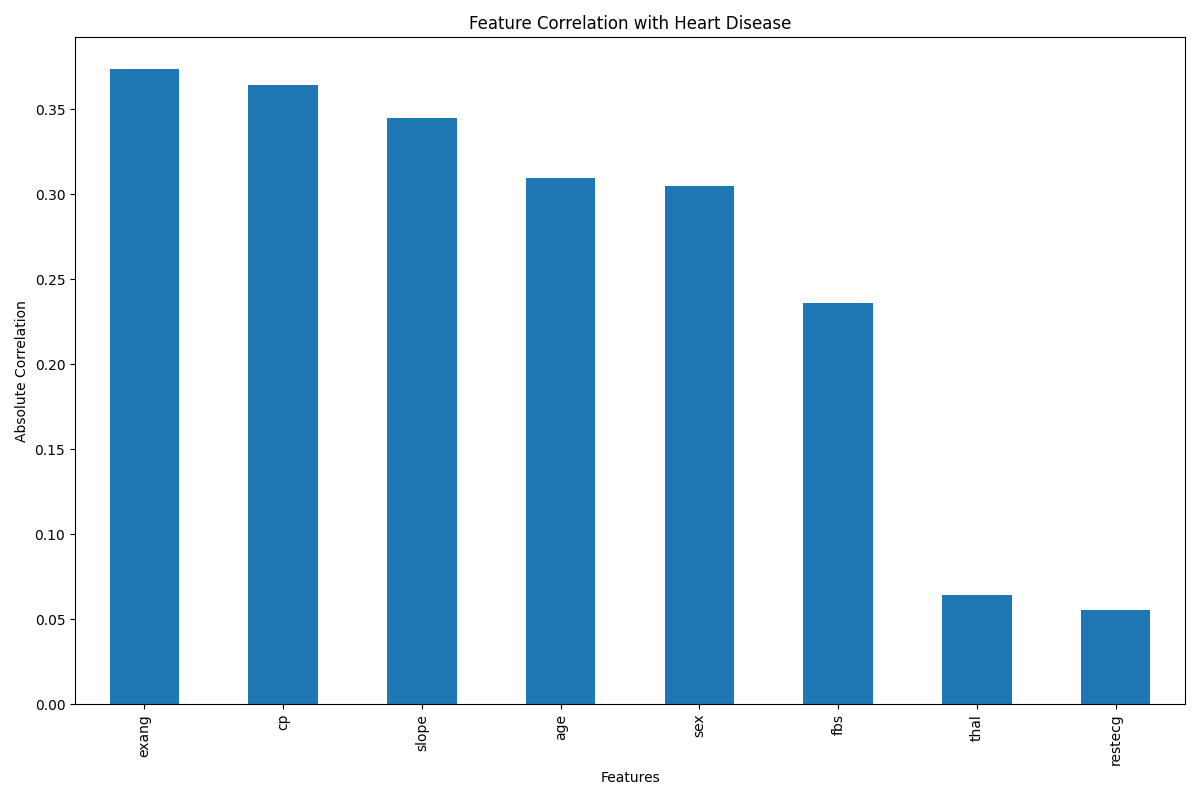 Feature Correlation with Heart Disease
Absolute Correlation
0.35
0.30
0.25
0.20
0.15
0.10
0.05
0.00
exang
cp
slope
age
sex
fbs
thal
restecg
Features